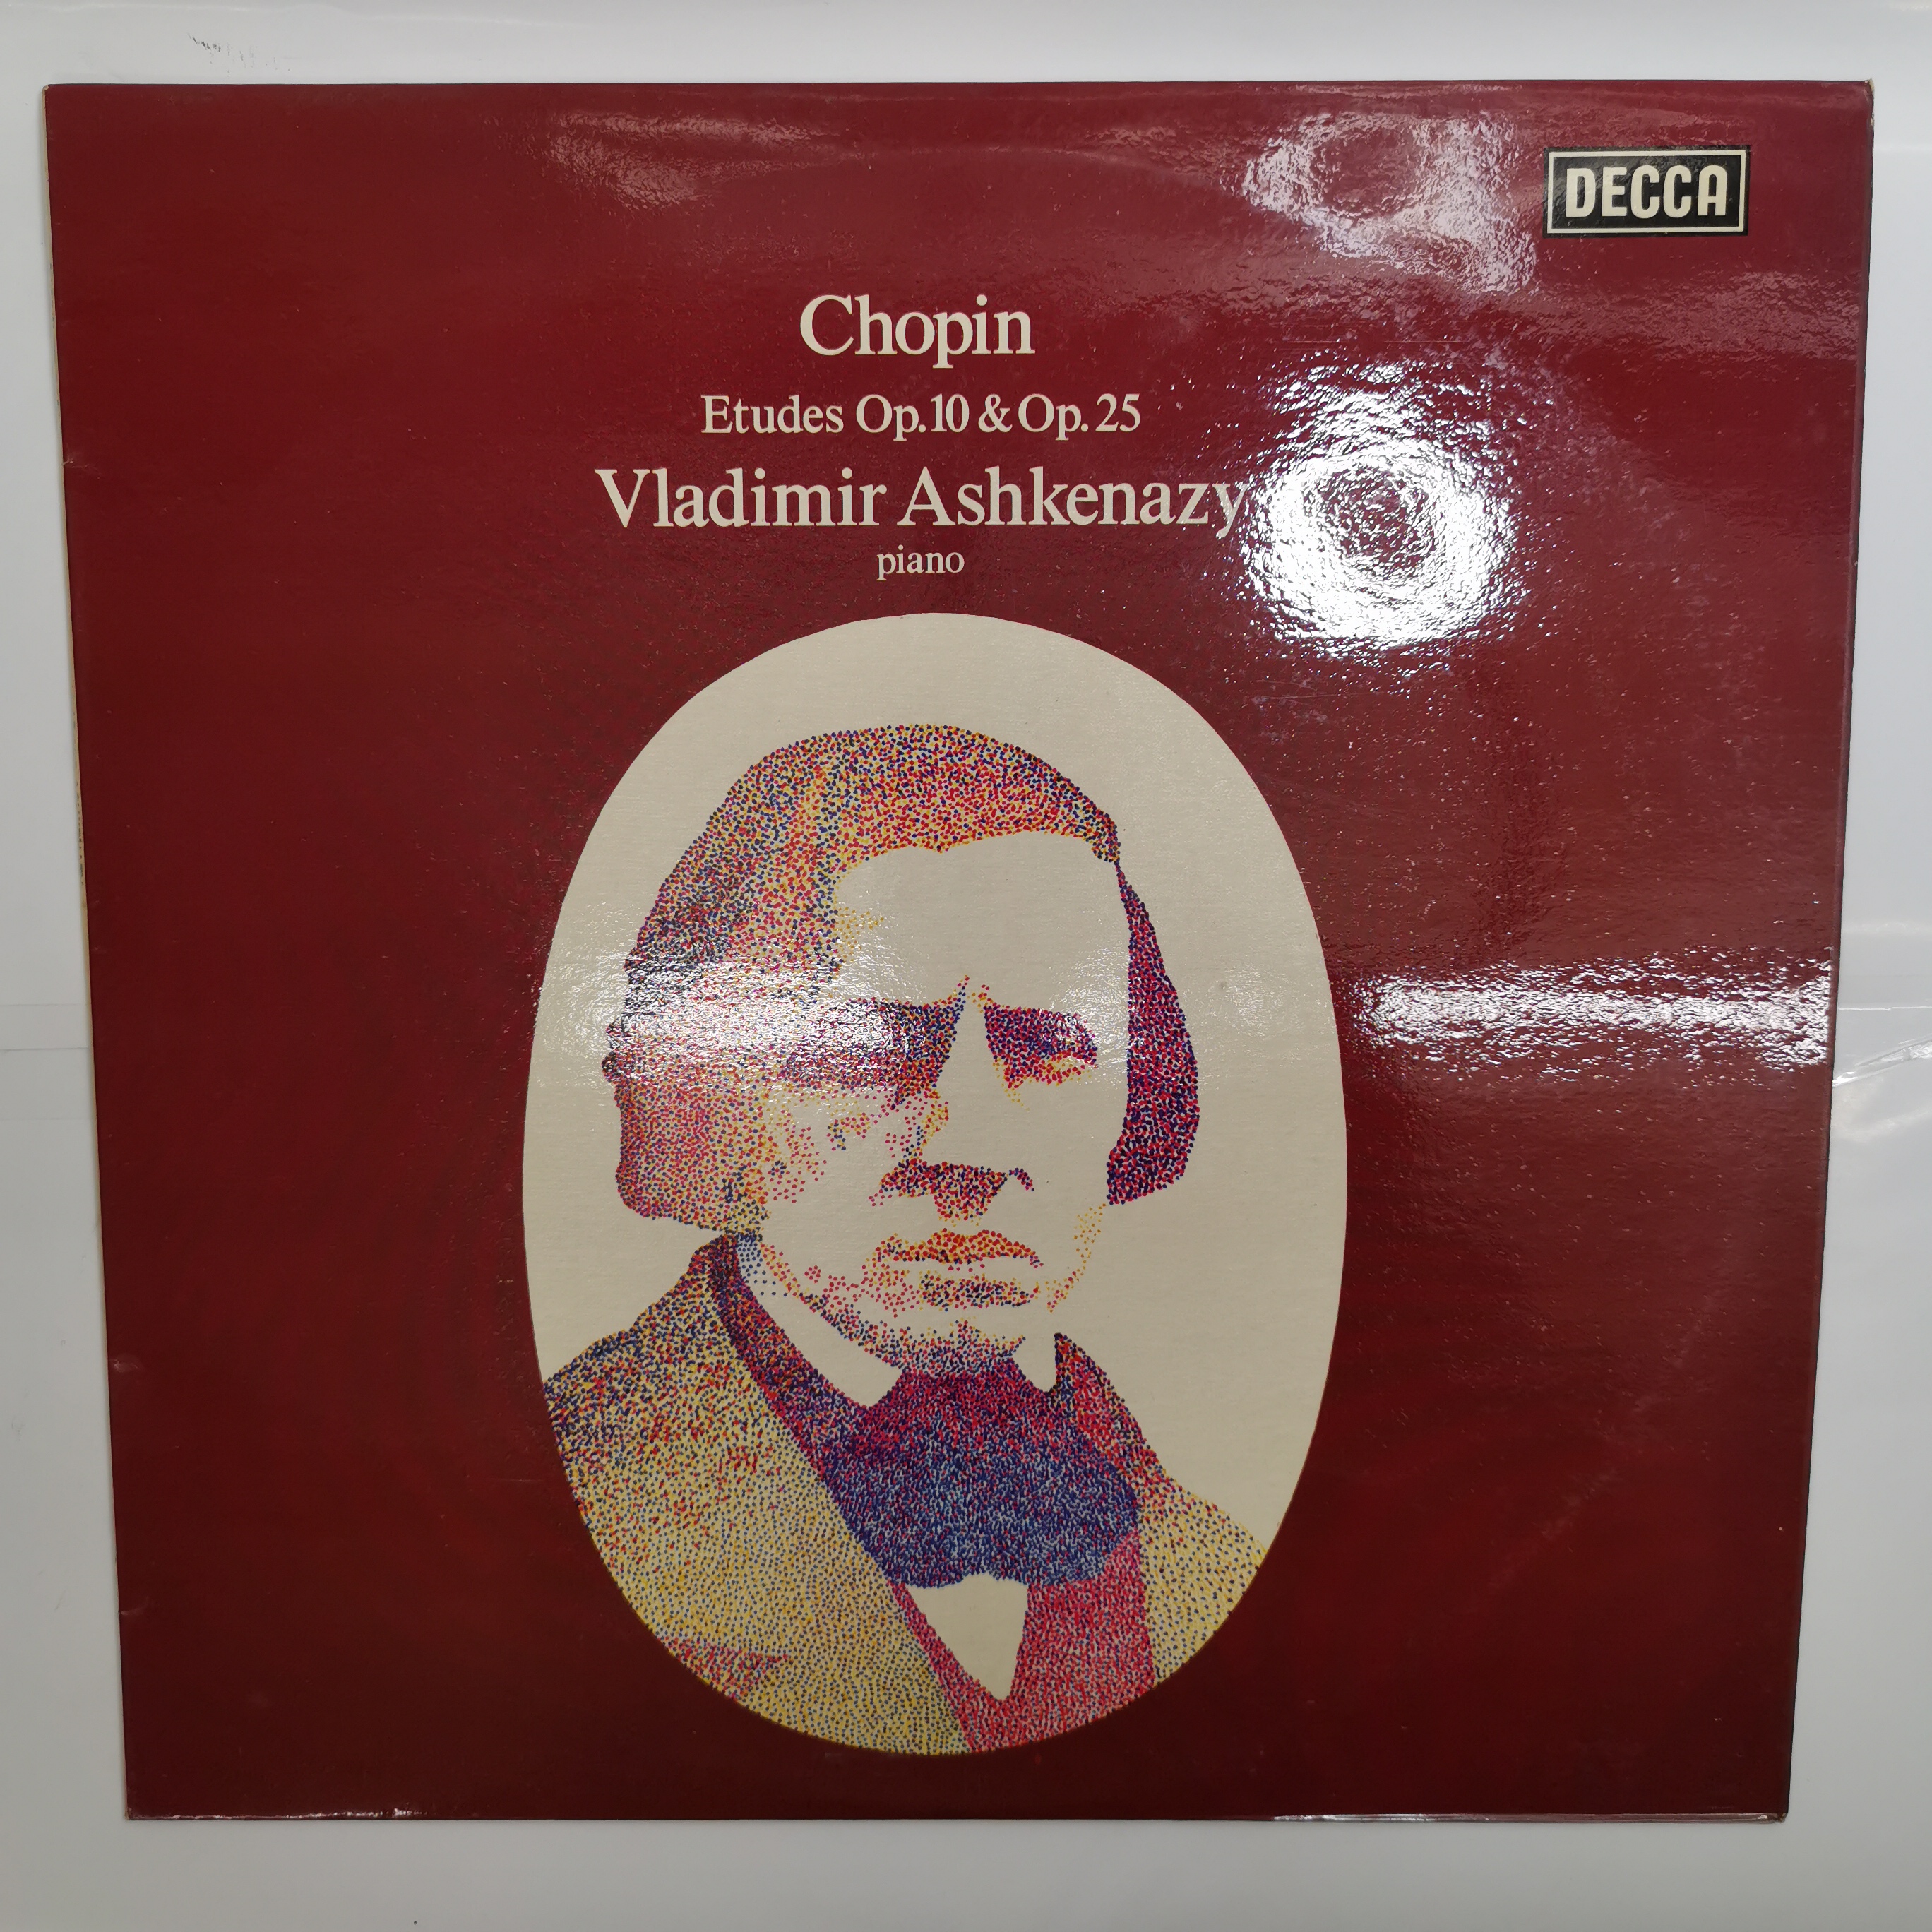 DECCA
Chopin
Etudes Op.10 & Op.25
Vladimir Ashkenazy
piano